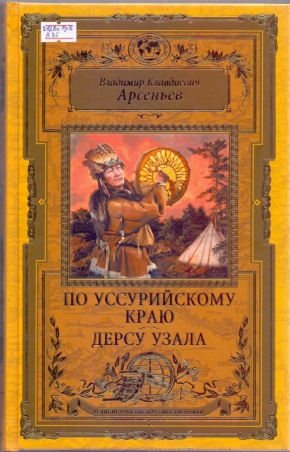 Владимир Клавдиевич
Арсеньев
ПО УССУРИЙСКОМУ
КРАЮ
ДЕРСУ УЗАЛА